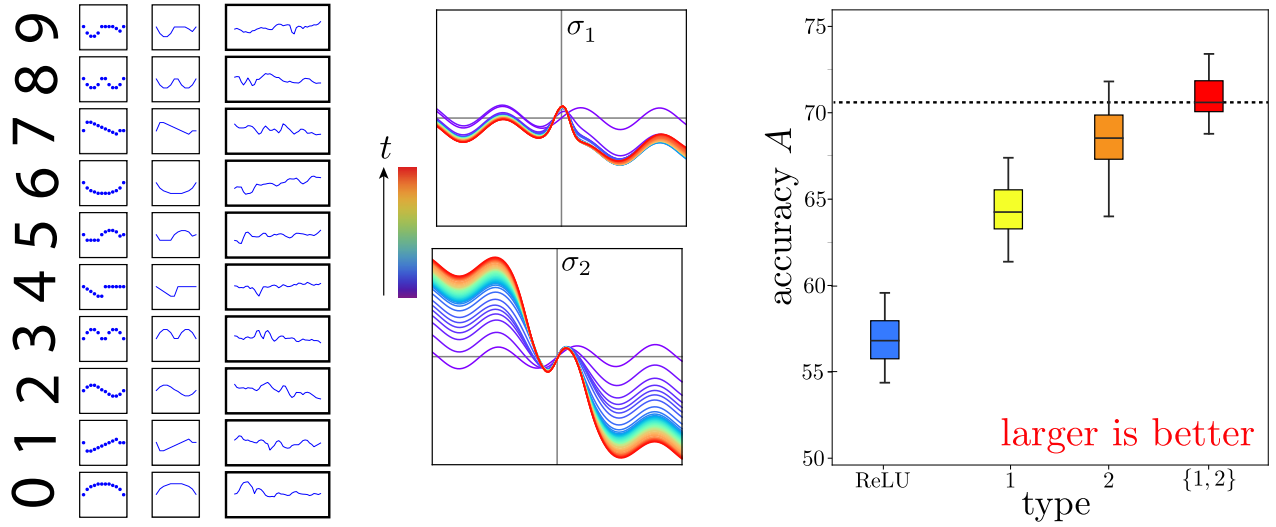 9
8
7
6
5
4
3
2
1
0
t
σ₁
σ₂
accuracy A
75
70
65
60
55
50
larger is better
ReLU 1 2 {1, 2}
type